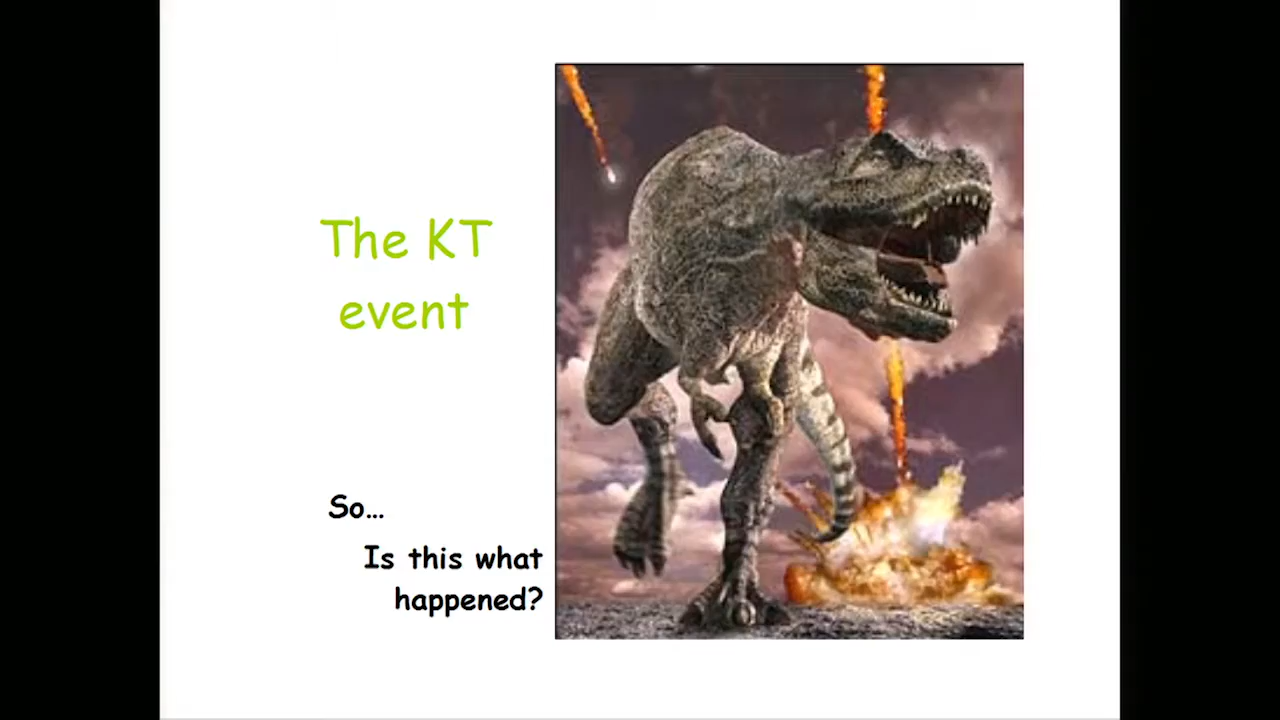 The KT
event
So...
Is this what
happened?